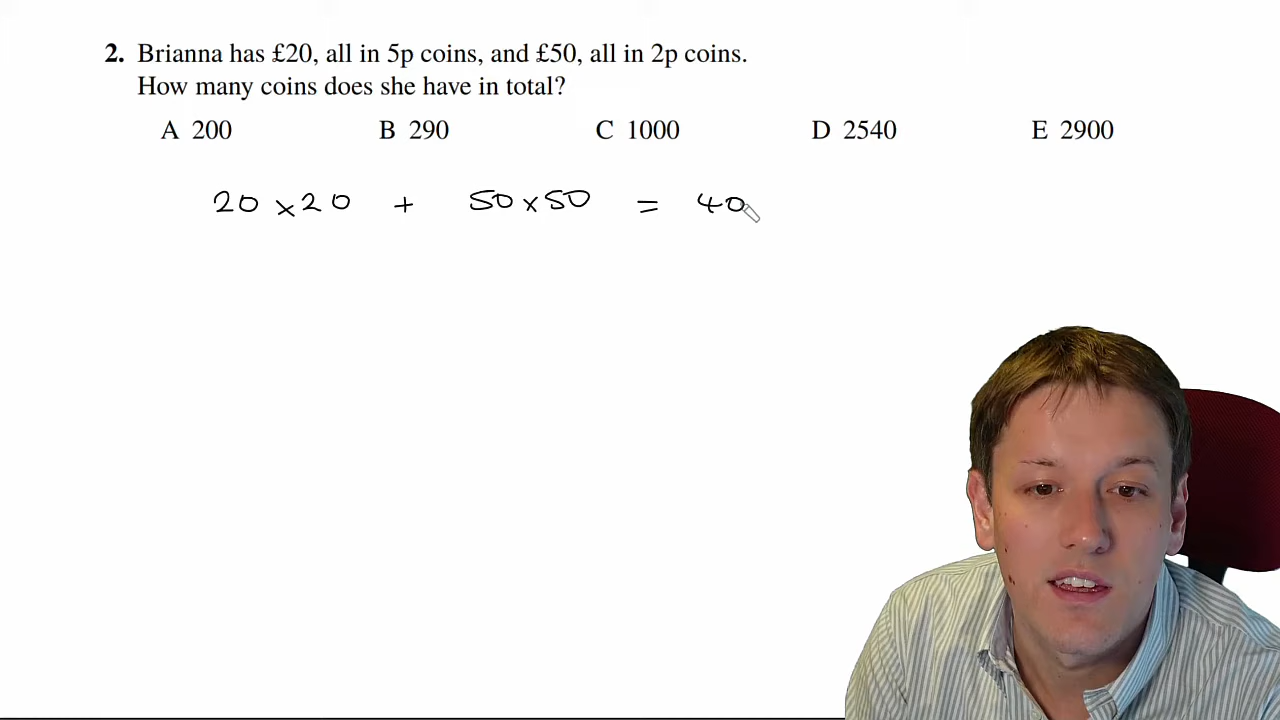 2. Brianna has £20, all in 5p coins, and £50, all in 2p coins.
How many coins does she have in total?
A 200 B 290 C 1000 D 2540 E 2900
20 × 20 + 50 × 50 = 40